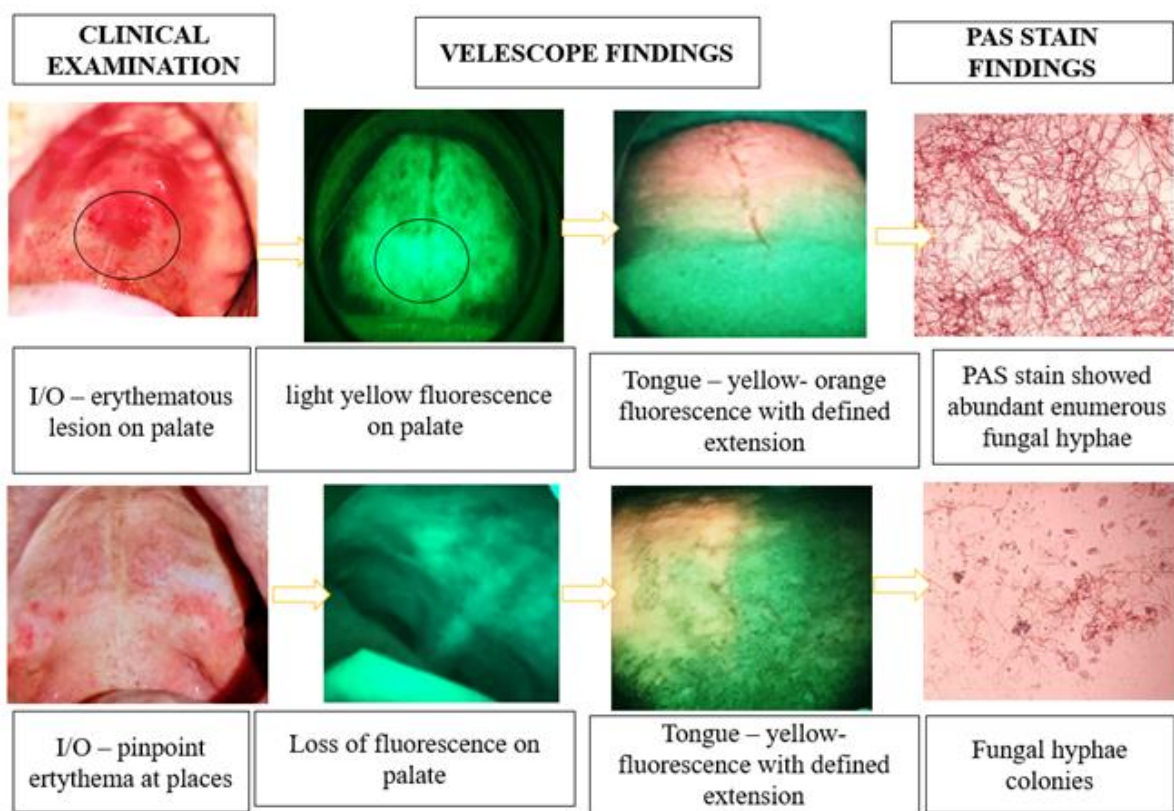 CLINICAL
EXAMINATION
VELESCOPE FINDINGS
PAS STAIN
FINDINGS
I/O – erythematous
lesion on palate
light yellow fluorescence
on palate
Tongue – yellow- orange
fluorescence with defined
extension
PAS stain showed
abundant enumerous
fungal hyphae
I/O – pinpoint
ertythema at places
Loss of fluorescence on
palate
Tongue – yellow-
fluorescence with defined
extension
Fungal hyphae
colonies